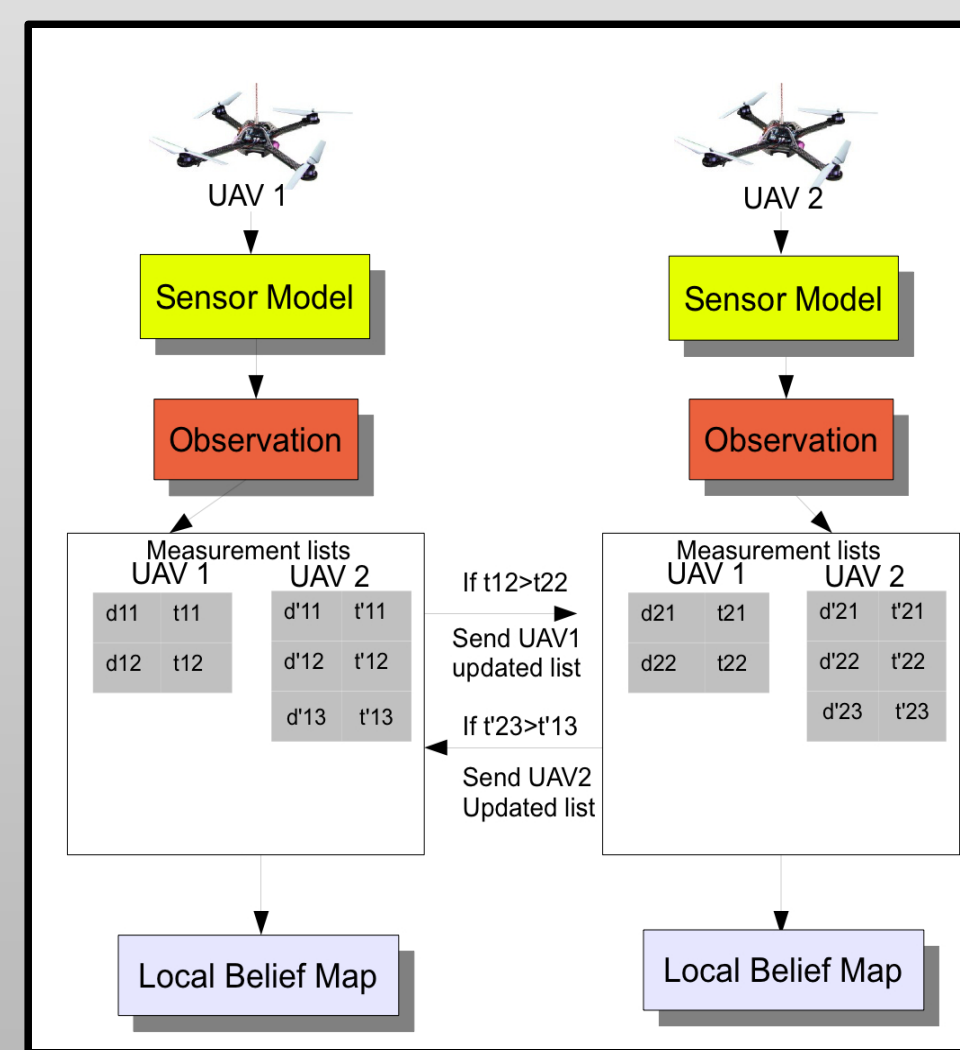 UAV 1
UAV 2
Sensor Model
Sensor Model
Observation
Observation
Measurement lists
UAV 1 UAV 2
d11 t11 d'11 t'11
d12 t12 d'12 t'12
d'13 t'13
If t12>t22
Send UAV1
updated list
If t'23>t'13
Send UAV2
Updated list
Measurement lists
UAV 1 UAV 2
d21 t21 d'21 t'21
d22 t22 d'22 t'22
d'23 t'23
Local Belief Map
Local Belief Map